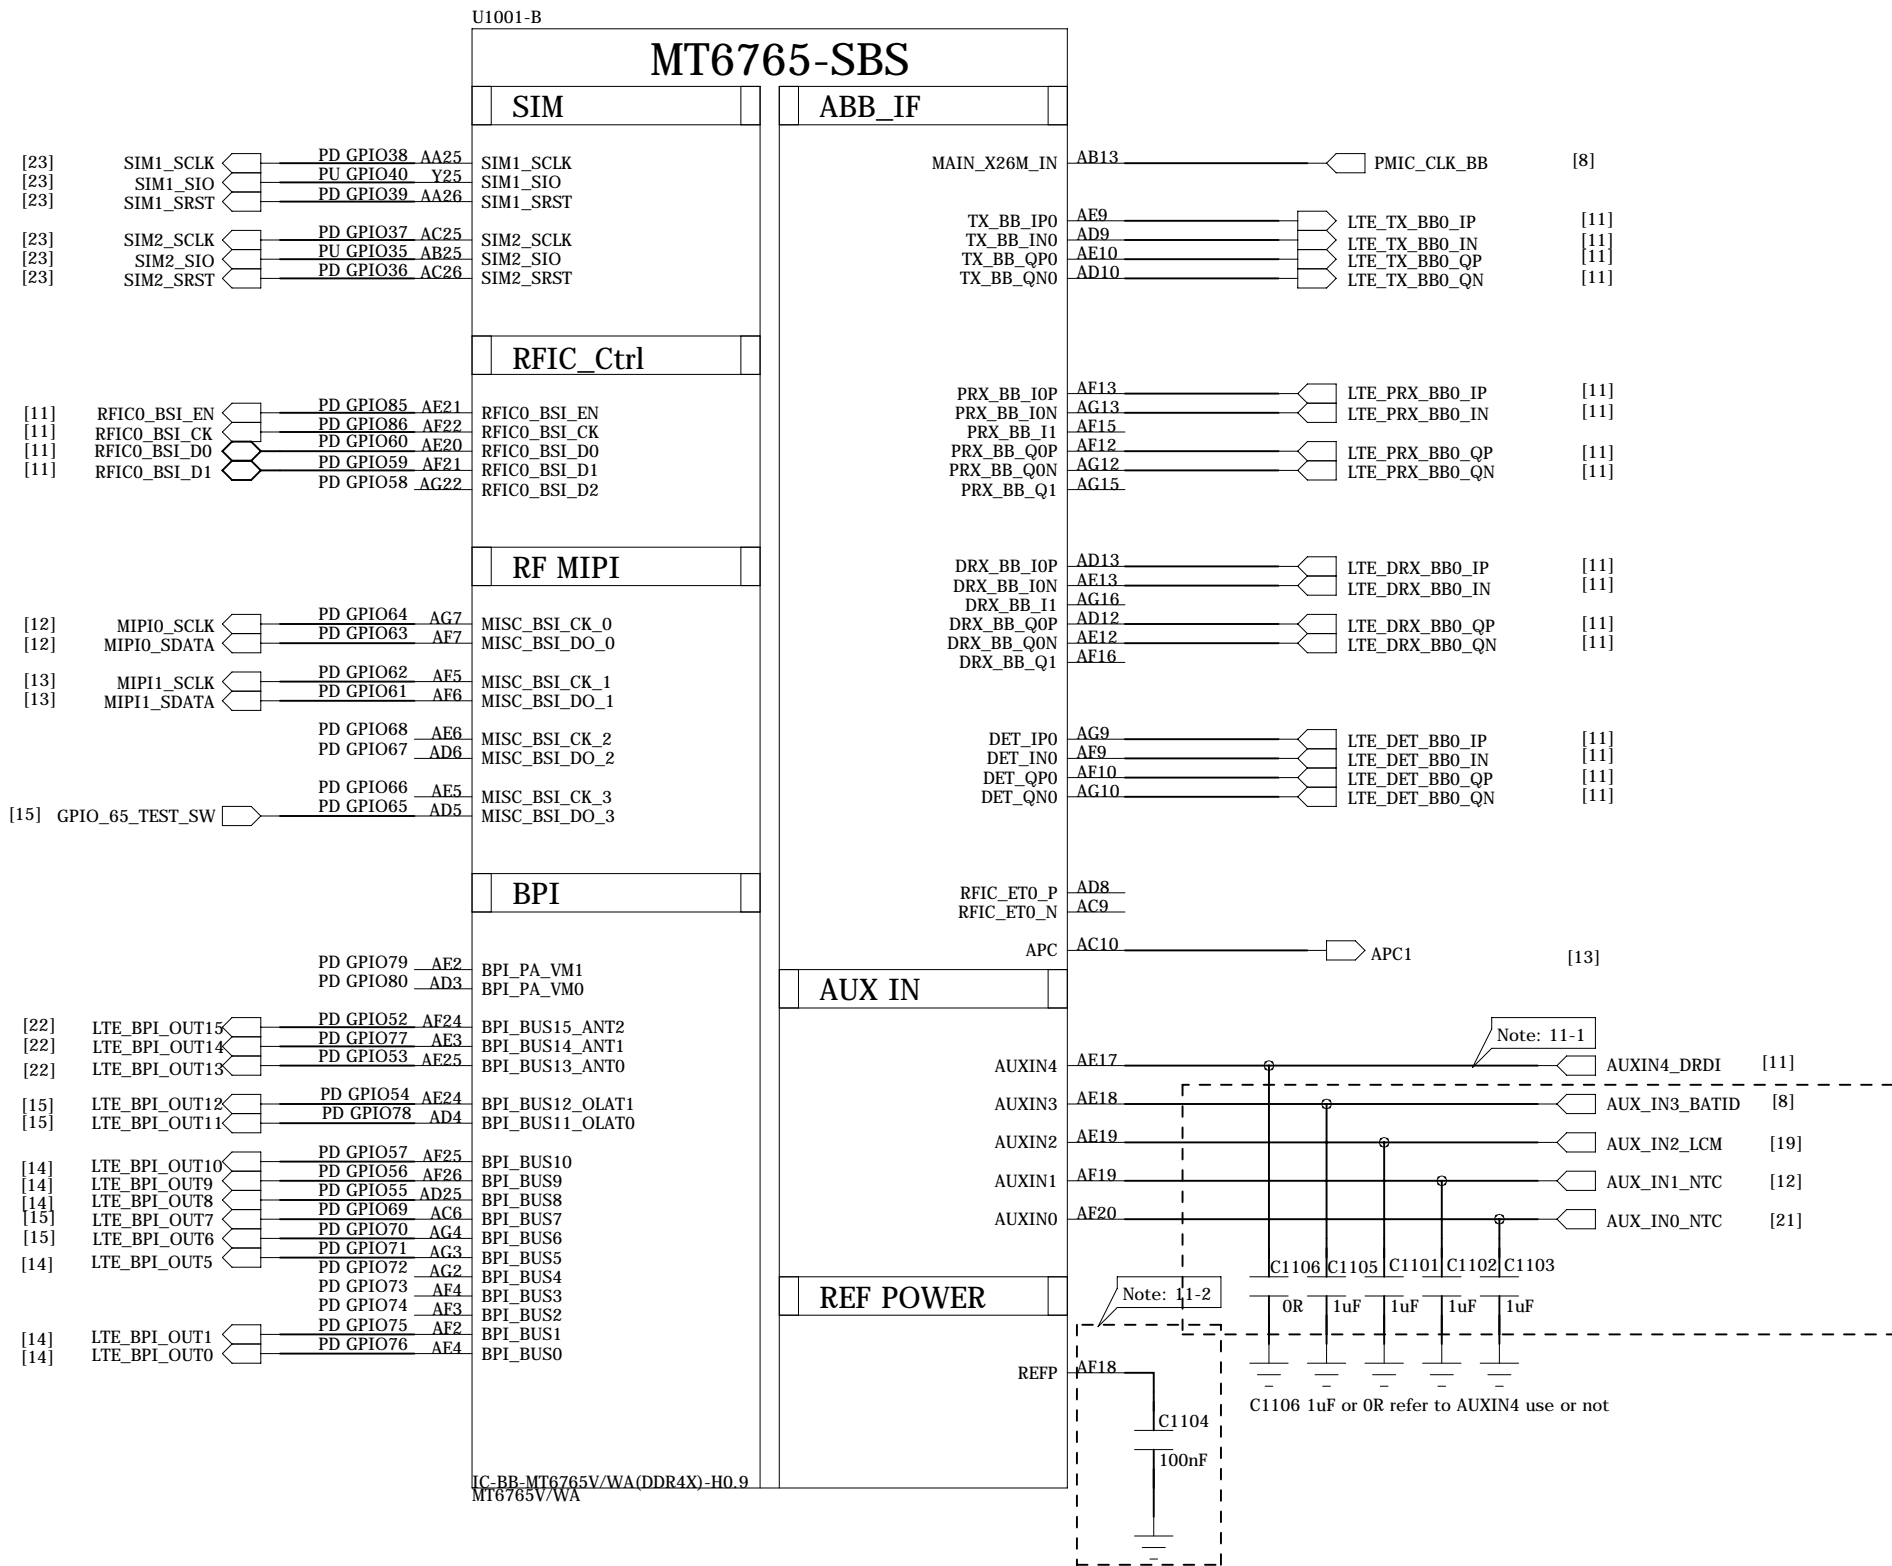 U1001-B
MT6765-SBS
SIM
[23] SIM1_SCLK PD GPIO38 AA25 SIM1_SCLK
[23] SIM1_SIO PU GPIO40 Y25 SIM1_SIO
[23] SIM1_SRST PD GPIO39 AA26 SIM1_SRST
[23] SIM2_SCLK PD GPIO37 AC25 SIM2_SCLK
[23] SIM2_SIO PU GPIO35 AB25 SIM2_SIO
[23] SIM2_SRST PD GPIO36 AC26 SIM2_SRST
RFIC_Ctrl
[11] RFIC0_BSI_EN PD GPIO85 AE21 RFIC0_BSI_EN
[11] RFIC0_BSI_CK PD GPIO86 AF22 RFIC0_BSI_CK
[11] RFIC0_BSI_D0 PD GPIO60 AE20 RFIC0_BSI_D0
[11] RFIC0_BSI_D1 PD GPIO59 AF21 RFIC0_BSI_D1
PD GPIO58 AG22 RFIC0_BSI_D2
RF MIPI
[12] MIPI0_SCLK PD GPIO64 AG7 MISC_BSI_CK_0
[12] MIPI0_SDATA PD GPIO63 AF7 MISC_BSI_DO_0
[13] MIPI1_SCLK PD GPIO62 AF5 MISC_BSI_CK_1
[13] MIPI1_SDATA PD GPIO61 AF6 MISC_BSI_DO_1
PD GPIO68 AE6 MISC_BSI_CK_2
PD GPIO67 AD6 MISC_BSI_DO_2
PD GPIO66 AE5 MISC_BSI_CK_3
[15] GPIO_65_TEST_SW PD GPIO65 AD5 MISC_BSI_DO_3
BPI
PD GPIO79 AE2 BPI_PA_VM1
PD GPIO80 AD3 BPI_PA_VM0
[22] LTE_BPI_OUT15 PD GPIO52 AF24 BPI_BUS15_ANT2
[22] LTE_BPI_OUT14 PD GPIO77 AE3 BPI_BUS14_ANT1
[22] LTE_BPI_OUT13 PD GPIO53 AE25 BPI_BUS13_ANT0
[15] LTE_BPI_OUT12 PD GPIO54 AE24 BPI_BUS12_OLAT1
[15] LTE_BPI_OUT11 PD GPIO78 AD4 BPI_BUS11_OLAT0
[14] LTE_BPI_OUT10 PD GPIO57 AF25 BPI_BUS10
[14] LTE_BPI_OUT9 PD GPIO56 AF26 BPI_BUS9
[14] LTE_BPI_OUT8 PD GPIO55 AD25 BPI_BUS8
[15] LTE_BPI_OUT7 PD GPIO69 AC6 BPI_BUS7
[15] LTE_BPI_OUT6 PD GPIO70 AG4 BPI_BUS6
[14] LTE_BPI_OUT5 PD GPIO71 AG3 BPI_BUS5
PD GPIO72 AG2 BPI_BUS4
PD GPIO73 AF4 BPI_BUS3
PD GPIO74 AF3 BPI_BUS2
[14] LTE_BPI_OUT1 PD GPIO75 AF2 BPI_BUS1
[14] LTE_BPI_OUT0 PD GPIO76 AE4 BPI_BUS0
IC-BB-MT6765V/WA(DDR4X)-H0.9
MT6765V/WA
ABB_IF
MAIN_X26M_IN AB13 PMIC_CLK_BB [8]
TX_BB_IP0 AE9 LTE_TX_BB0_IP [11]
TX_BB_IN0 AD9 LTE_TX_BB0_IN [11]
TX_BB_QP0 AE10 LTE_TX_BB0_QP [11]
TX_BB_QN0 AD10 LTE_TX_BB0_QN [11]
PRX_BB_I0P AF13 LTE_PRX_BB0_IP [11]
PRX_BB_I0N AG13 LTE_PRX_BB0_IN [11]
PRX_BB_I1 AF15
PRX_BB_Q0P AF12 LTE_PRX_BB0_QP [11]
PRX_BB_Q0N AG12 LTE_PRX_BB0_QN [11]
PRX_BB_Q1 AG15
DRX_BB_I0P AD13 LTE_DRX_BB0_IP [11]
DRX_BB_I0N AE13 LTE_DRX_BB0_IN [11]
DRX_BB_I1 AG16
DRX_BB_Q0P AD12 LTE_DRX_BB0_QP [11]
DRX_BB_Q0N AE12 LTE_DRX_BB0_QN [11]
DRX_BB_Q1 AF16
DET_IP0 AG9 LTE_DET_BB0_IP [11]
DET_IN0 AF9 LTE_DET_BB0_IN [11]
DET_QP0 AF10 LTE_DET_BB0_QP [11]
DET_QN0 AG10 LTE_DET_BB0_QN [11]
RFIC_ET0_P AD8
RFIC_ET0_N AC9
APC AC10 APC1 [13]
AUX IN
Note: 11-1
AUXIN4 AE17 AUXIN4_DRDI [11]
AUXIN3 AE18 AUX_IN3_BATID [8]
AUXIN2 AE19 AUX_IN2_LCM [19]
AUXIN1 AF19 AUX_IN1_NTC [12]
AUXIN0 AF20 AUX_IN0_NTC [21]
C1106 C1105 C1101 C1102 C1103
0R 1uF 1uF 1uF 1uF
REF POWER
Note: 11-2
REFP AF18
C1106 1uF or 0R refer to AUXIN4 use or not
C1104
100nF